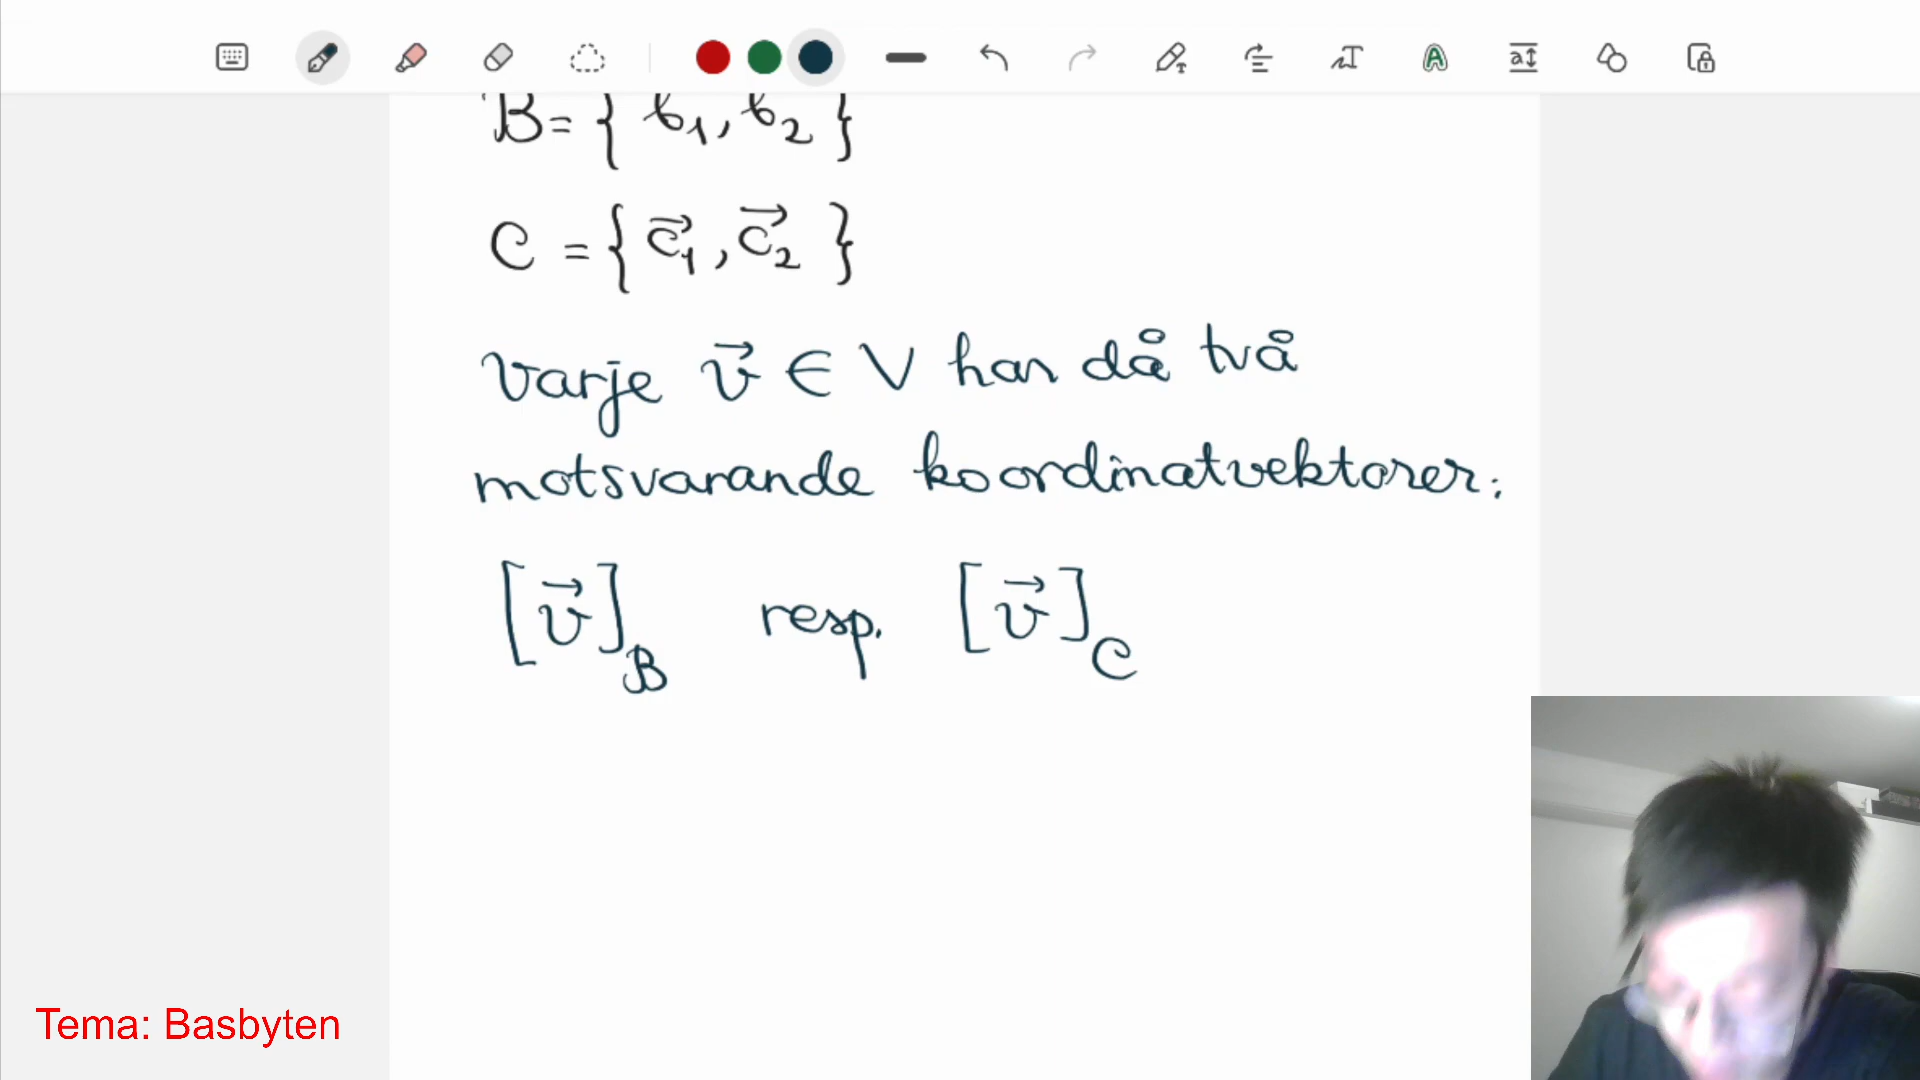 B = { b₁, b₂ }
C = { c⃗₁, c⃗₂ }
varje v⃗ ∈ V har då två
motsvarande koordinatvektorer:
[v⃗]_B resp. [v⃗]_C
Tema: Basbyten